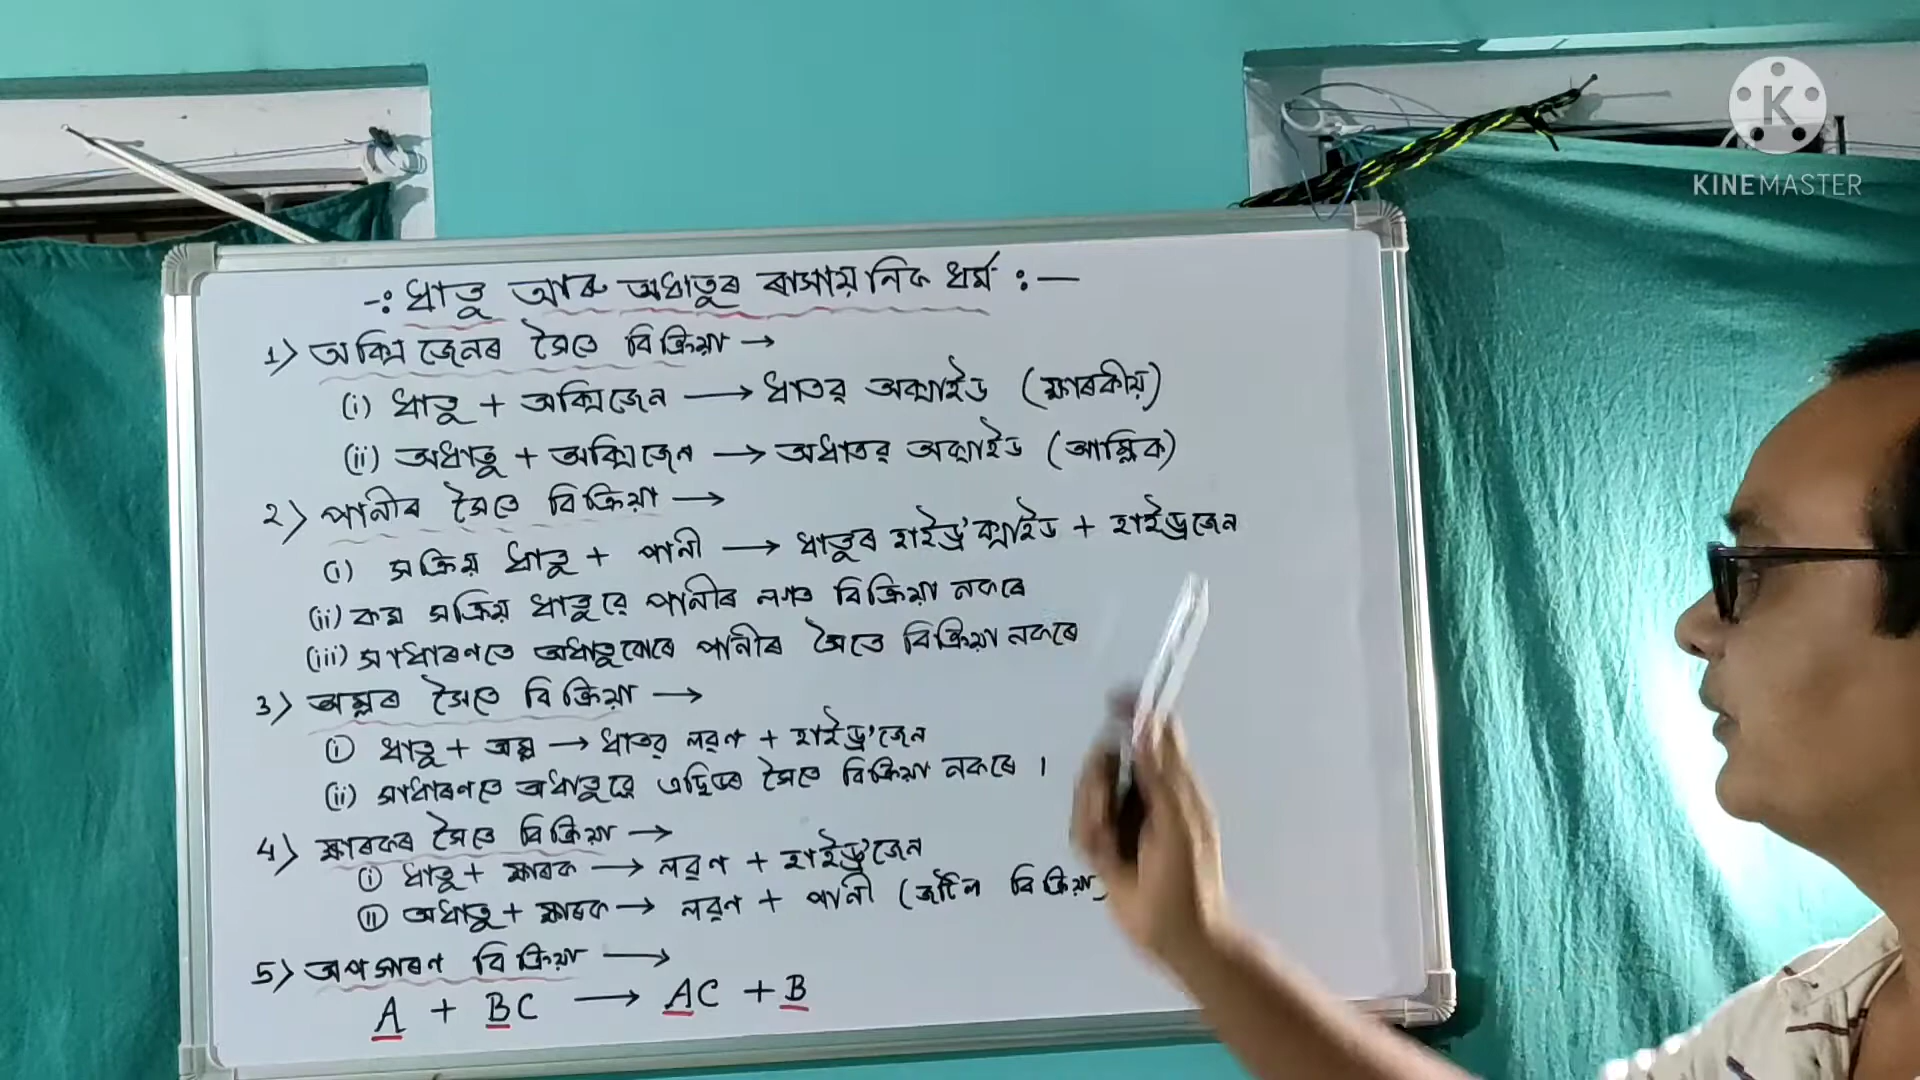 -: ধাতু আৰু অধাতুৰ ৰাসায়নিক ধৰ্ম :—
1) অক্সিজেনৰ সৈতে বিক্ৰিয়া →
(i) ধাতু + অক্সিজেন → ধাতৱ অক্সাইড (ক্ষাৰকীয়)
(ii) অধাতু + অক্সিজেন → অধাতৱ অক্সাইড (আম্লিক)
2) পানীৰ সৈতে বিক্ৰিয়া →
(i) সক্ৰিয় ধাতু + পানী → ধাতুৰ হাইড্ৰ'ক্সাইড + হাইড্ৰজেন
(ii) কম সক্ৰিয় ধাতুৱে পানীৰ লগত বিক্ৰিয়া নকৰে
(iii) সাধাৰণতে অধাতুবোৰে পানীৰ সৈতে বিক্ৰিয়া নকৰে
3) অম্লৰ সৈতে বিক্ৰিয়া →
(i) ধাতু + অম্ল → ধাতৱ লৱণ + হাইড্ৰ'জেন
(ii) সাধাৰণতে অধাতুৱে এছিডৰ সৈতে বিক্ৰিয়া নকৰে ।
4) ক্ষাৰকৰ সৈতে বিক্ৰিয়া →
(i) ধাতু + ক্ষাৰক → লৱণ + হাইড্ৰ'জেন
(ii) অধাতু + ক্ষাৰক → লৱণ + পানী (জটিল বিক্ৰিয়া)
5) অপসাৰণ বিক্ৰিয়া →
A + BC → AC + B
K
KINEMASTER